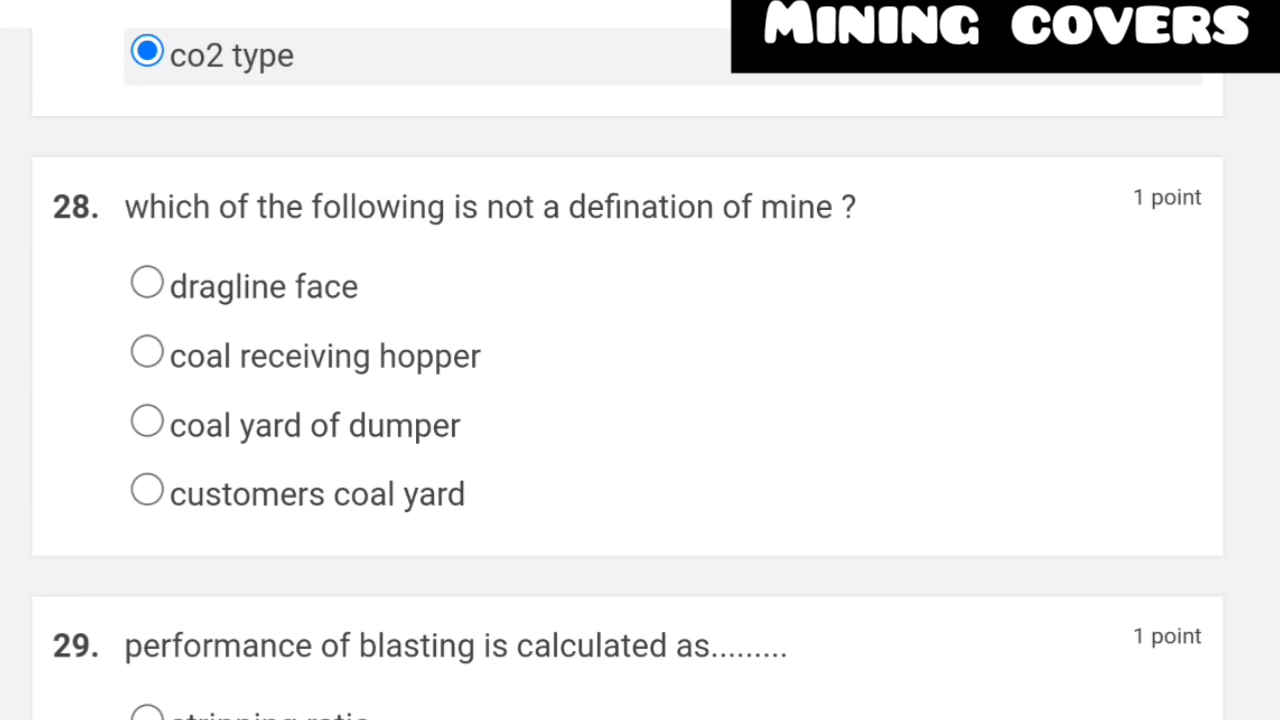 MINING COVERS
co2 type
28. which of the following is not a defination of mine ?
1 point
dragline face
coal receiving hopper
coal yard of dumper
customers coal yard
29. performance of blasting is calculated as.........
1 point
stripping ratio